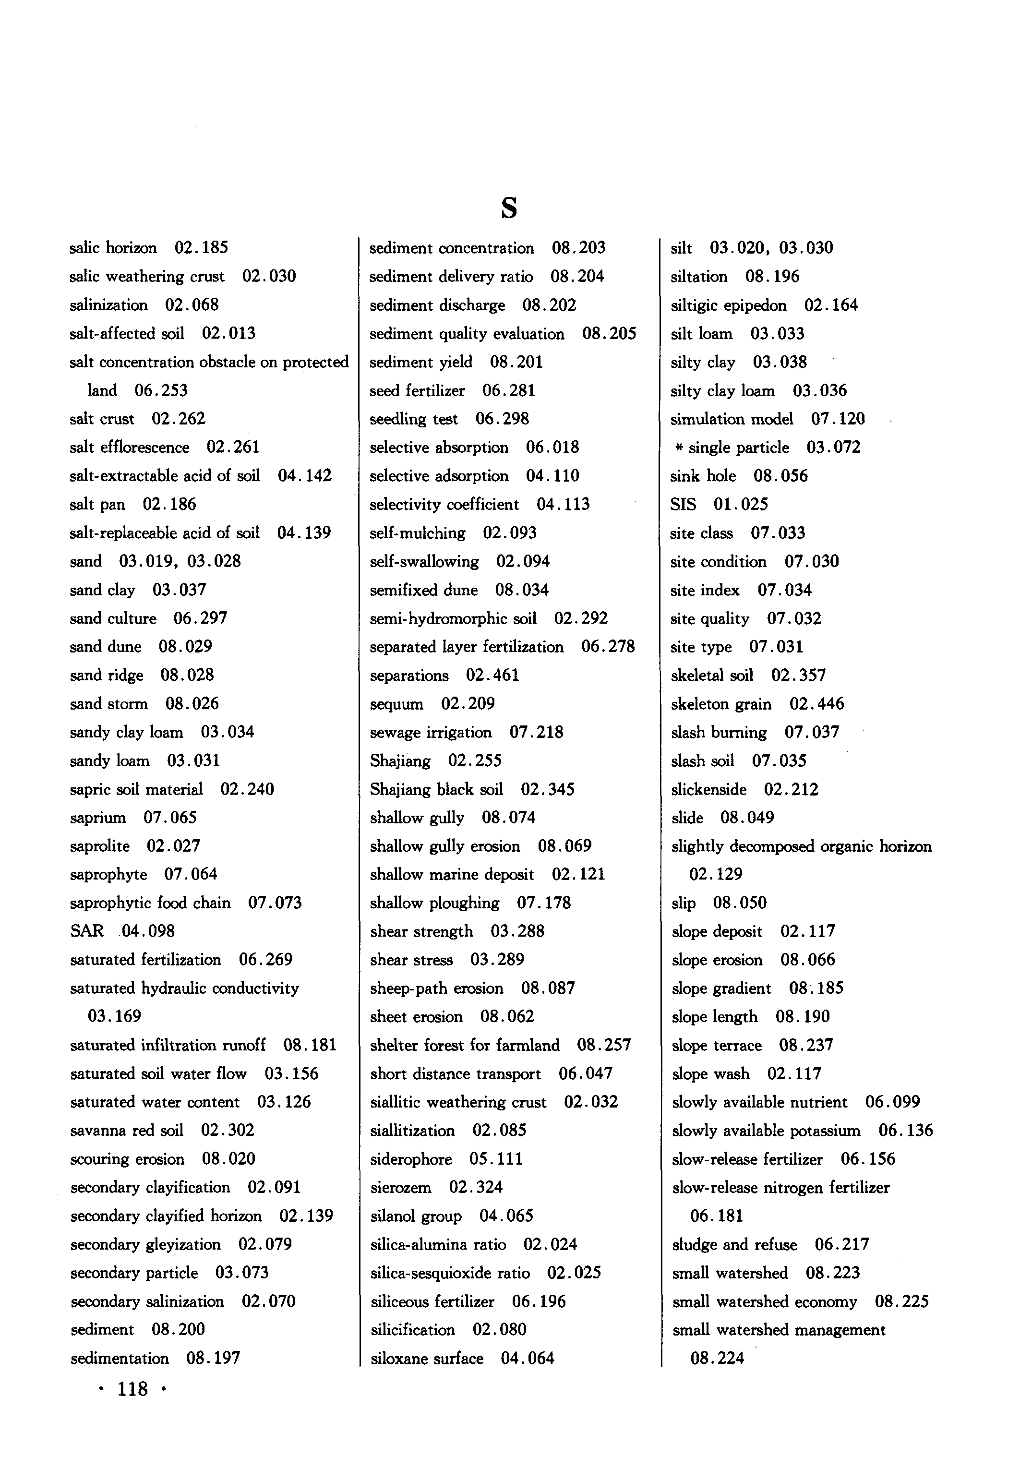 S
salic horizon 02.185
salic weathering crust 02.030
salinization 02.068
salt-affected soil 02.013
salt concentration obstacle on protected
land 06.253
salt crust 02.262
salt efflorescence 02.261
salt-extractable acid of soil 04.142
salt pan 02.186
salt-replaceable acid of soil 04.139
sand 03.019, 03.028
sand clay 03.037
sand culture 06.297
sand dune 08.029
sand ridge 08.028
sand storm 08.026
sandy clay loam 03.034
sandy loam 03.031
sapric soil material 02.240
saprium 07.065
saprolite 02.027
saprophyte 07.064
saprophytic food chain 07.073
SAR 04.098
saturated fertilization 06.269
saturated hydraulic conductivity
03.169
saturated infiltration runoff 08.181
saturated soil water flow 03.156
saturated water content 03.126
savanna red soil 02.302
scouring erosion 08.020
secondary clayification 02.091
secondary clayified horizon 02.139
secondary gleyization 02.079
secondary particle 03.073
secondary salinization 02.070
sediment 08.200
sedimentation 08.197
sediment concentration 08.203
sediment delivery ratio 08.204
sediment discharge 08.202
sediment quality evaluation 08.205
sediment yield 08.201
seed fertilizer 06.281
seedling test 06.298
selective absorption 06.018
selective adsorption 04.110
selectivity coefficient 04.113
self-mulching 02.093
self-swallowing 02.094
semifixed dune 08.034
semi-hydromorphic soil 02.292
separated layer fertilization 06.278
separations 02.461
sequum 02.209
sewage irrigation 07.218
Shajiang 02.255
Shajiang black soil 02.345
shallow gully 08.074
shallow gully erosion 08.069
shallow marine deposit 02.121
shallow ploughing 07.178
shear strength 03.288
shear stress 03.289
sheep-path erosion 08.087
sheet erosion 08.062
shelter forest for farmland 08.257
short distance transport 06.047
siallitic weathering crust 02.032
siallitization 02.085
siderophore 05.111
sierozem 02.324
silanol group 04.065
silica-alumina ratio 02.024
silica-sesquioxide ratio 02.025
siliceous fertilizer 06.196
silicification 02.080
siloxane surface 04.064
silt 03.020, 03.030
siltation 08.196
siltigic epipedon 02.164
silt loam 03.033
silty clay 03.038
silty clay loam 03.036
simulation model 07.120
* single particle 03.072
sink hole 08.056
SIS 01.025
site class 07.033
site condition 07.030
site index 07.034
site quality 07.032
site type 07.031
skeletal soil 02.357
skeleton grain 02.446
slash burning 07.037
slash soil 07.035
slickenside 02.212
slide 08.049
slightly decomposed organic horizon
02.129
slip 08.050
slope deposit 02.117
slope erosion 08.066
slope gradient 08.185
slope length 08.190
slope terrace 08.237
slope wash 02.117
slowly available nutrient 06.099
slowly available potassium 06.136
slow-release fertilizer 06.156
slow-release nitrogen fertilizer
06.181
sludge and refuse 06.217
small watershed 08.223
small watershed economy 08.225
small watershed management
08.224
· 118 ·